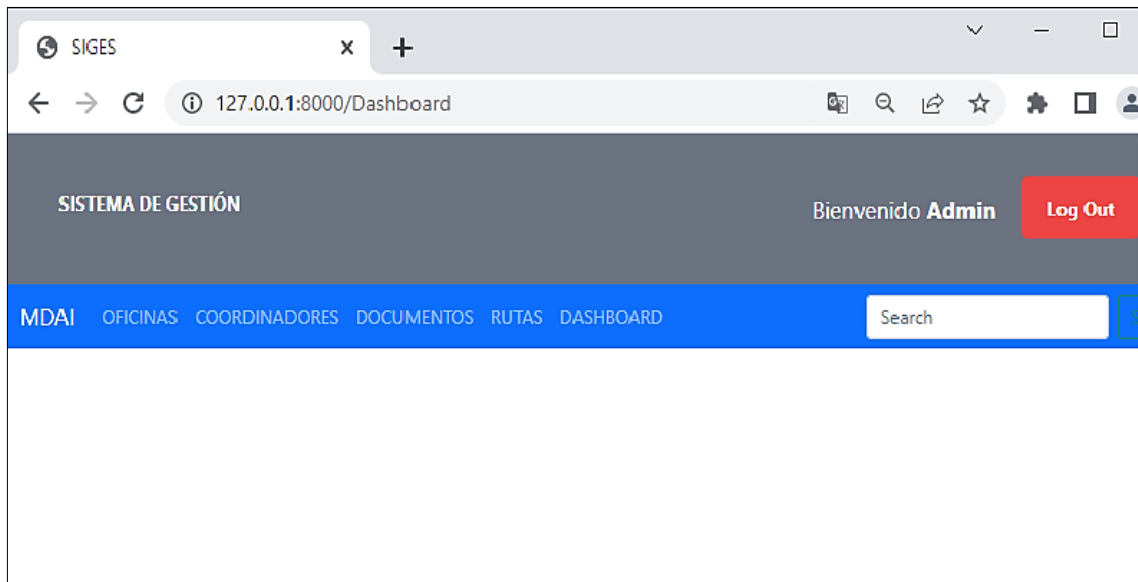 SIGES
127.0.0.1:8000/Dashboard
SISTEMA DE GESTIÓN
Bienvenido Admin
Log Out
MDAI OFICINAS COORDINADORES DOCUMENTOS RUTAS DASHBOARD
Search